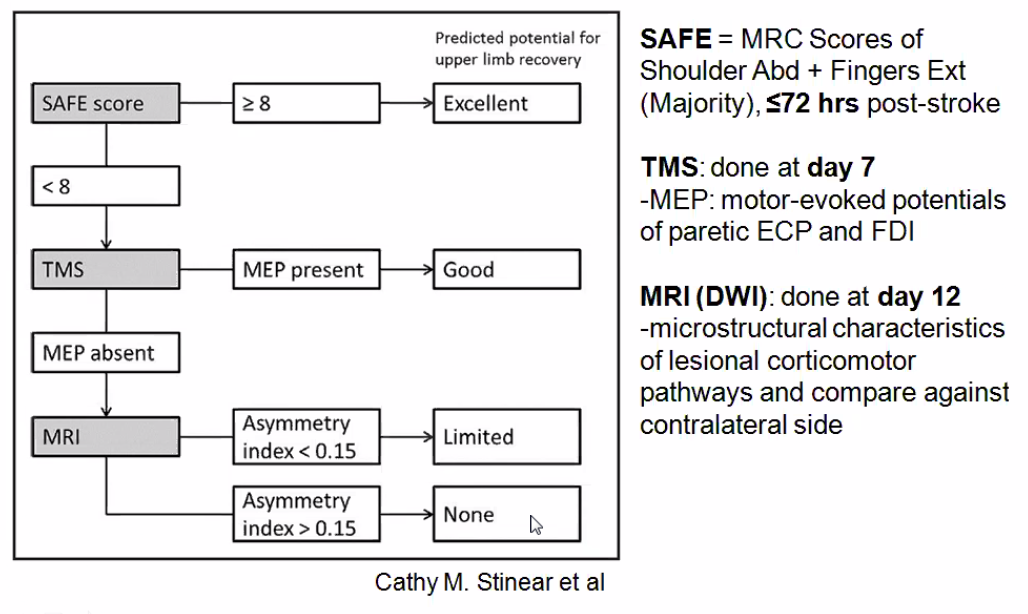 Predicted potential for
upper limb recovery
SAFE score
≥ 8
Excellent
< 8
TMS
MEP present
Good
MEP absent
MRI
Asymmetry
index < 0.15
Limited
Asymmetry
index > 0.15
None
Cathy M. Stinear et al
SAFE = MRC Scores of
Shoulder Abd + Fingers Ext
(Majority), ≤72 hrs post-stroke
TMS: done at day 7
-MEP: motor-evoked potentials
of paretic ECP and FDI
MRI (DWI): done at day 12
-microstructural characteristics
of lesional corticomotor
pathways and compare against
contralateral side